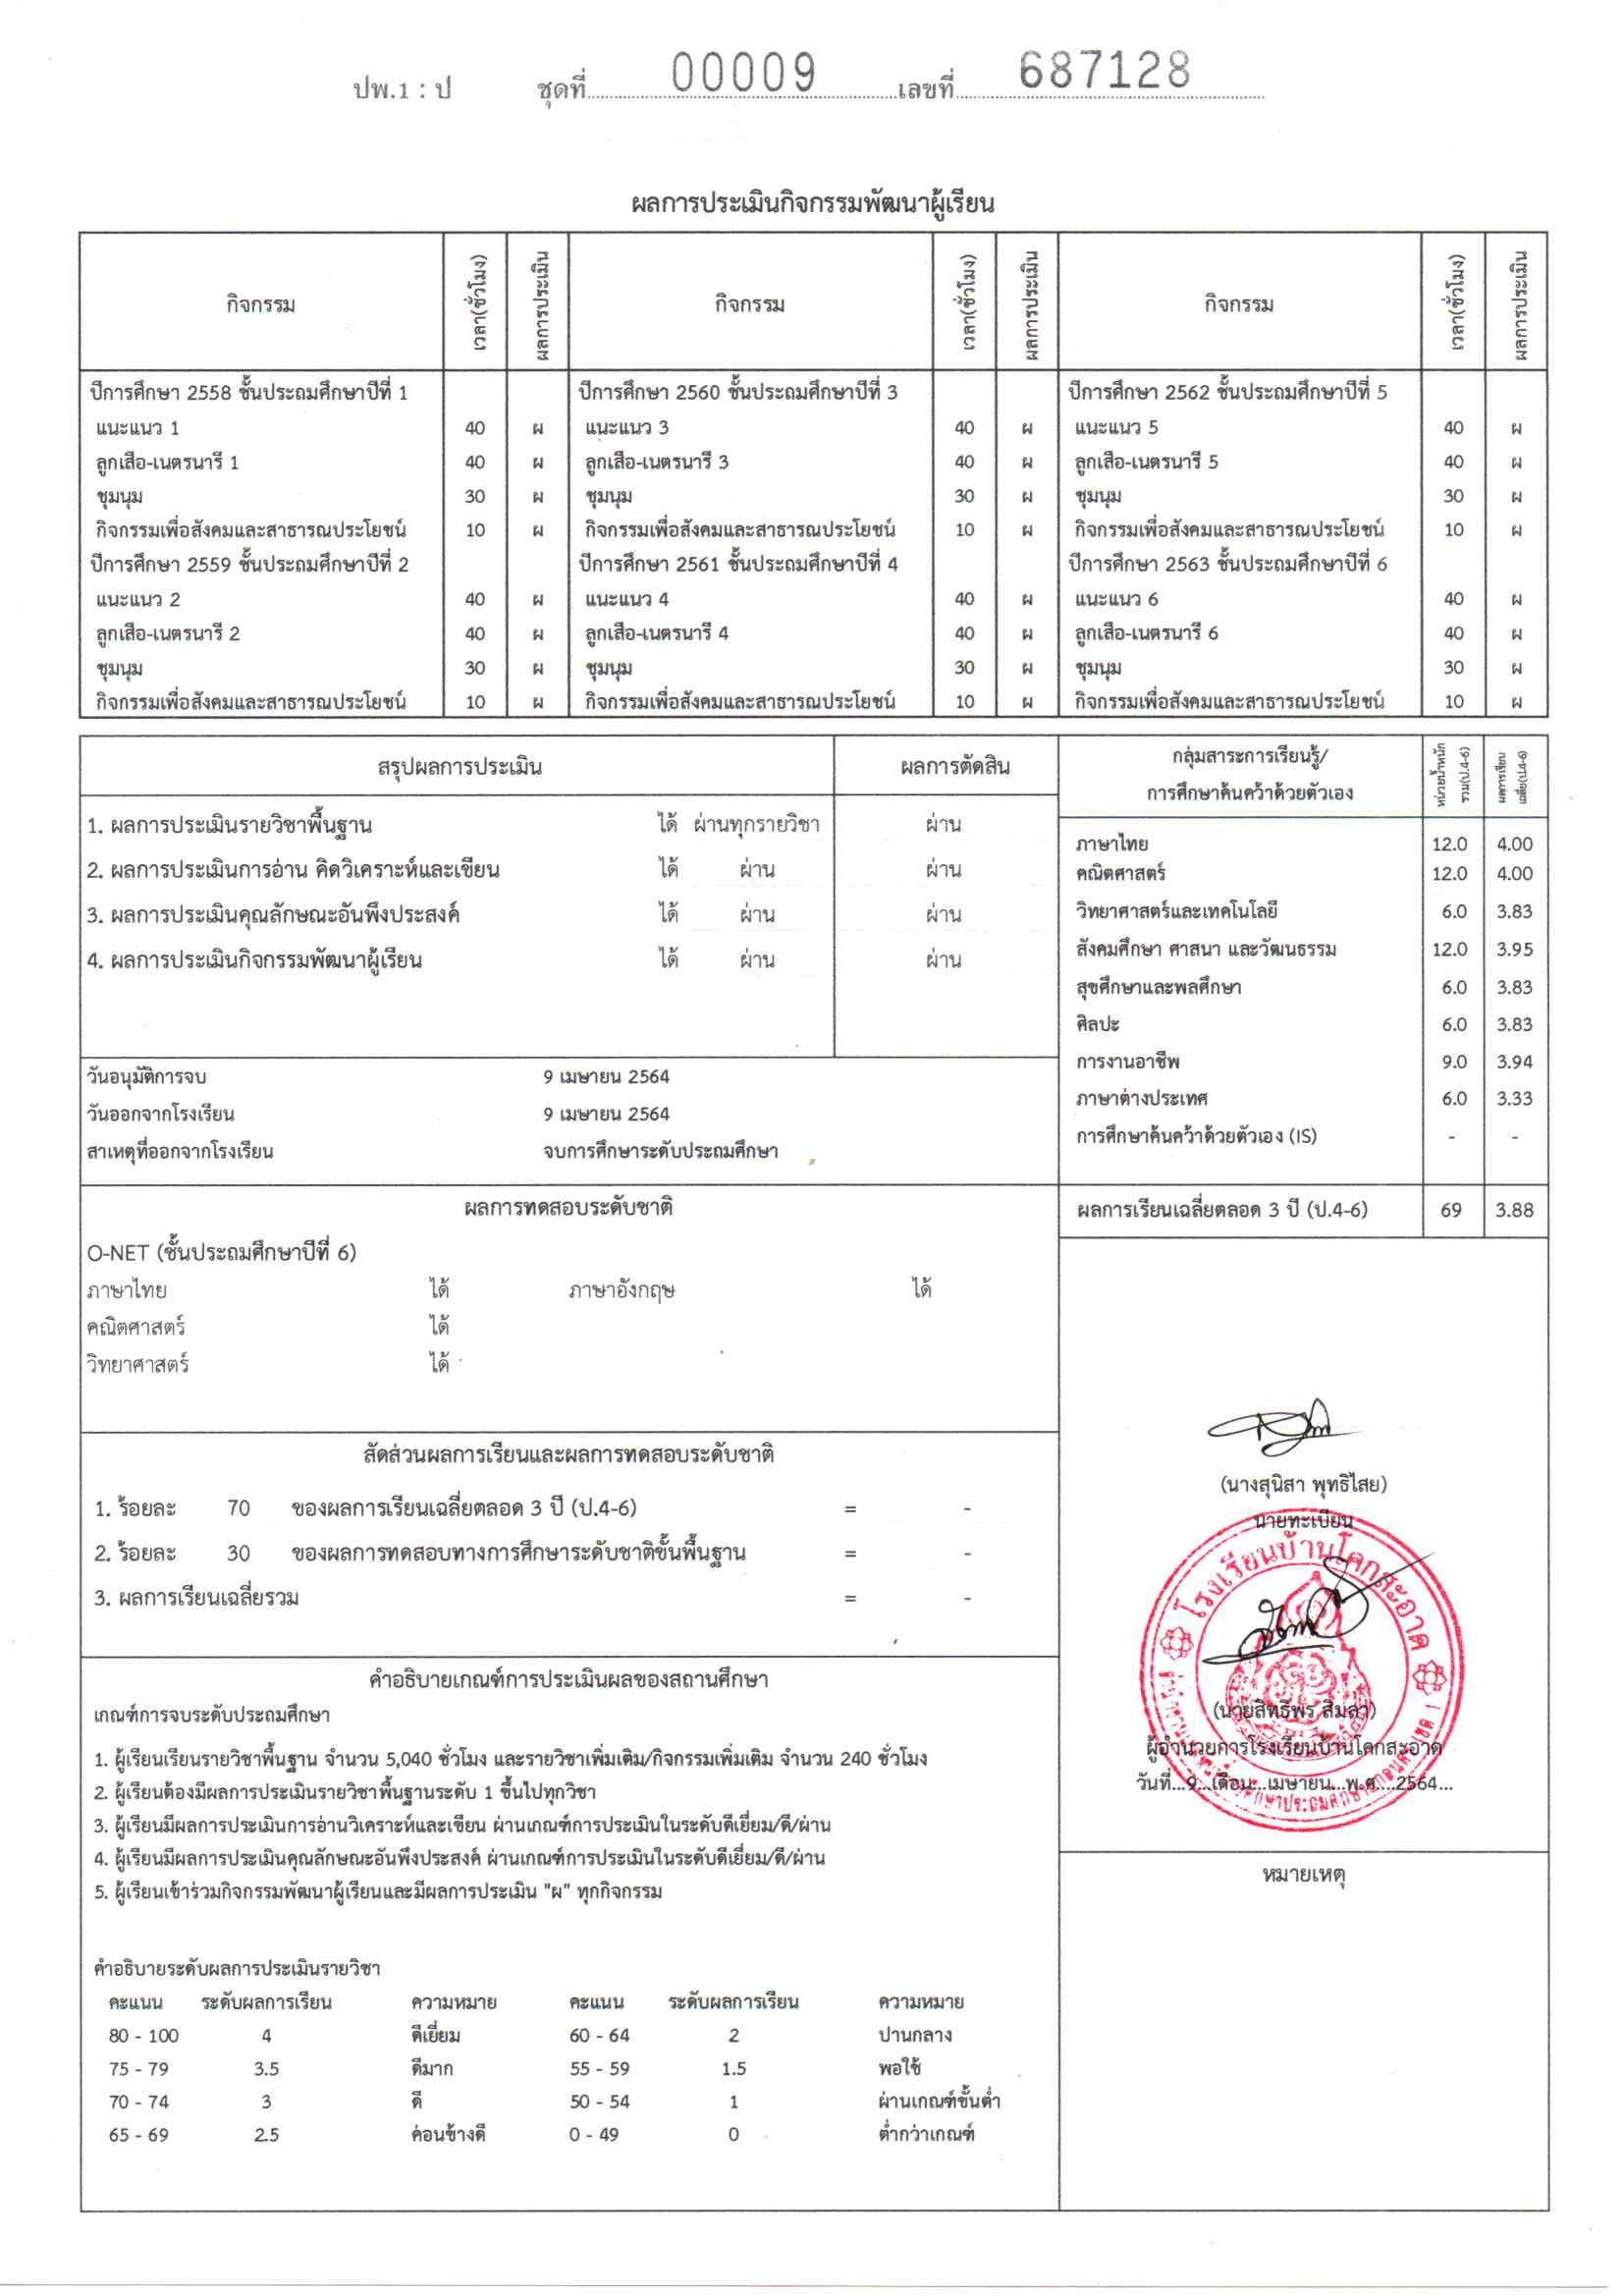 ปพ.1 : ป ชุดที่ 00009 เลขที่ 687128
ผลการประเมินกิจกรรมพัฒนาผู้เรียน
กิจกรรม เวลา(ชั่วโมง) ผลการประเมิน กิจกรรม เวลา(ชั่วโมง) ผลการประเมิน กิจกรรม เวลา(ชั่วโมง) ผลการประเมิน
ปีการศึกษา 2558 ชั้นประถมศึกษาปีที่ 1 ปีการศึกษา 2560 ชั้นประถมศึกษาปีที่ 3 ปีการศึกษา 2562 ชั้นประถมศึกษาปีที่ 5
แนะแนว 1 40 ผ แนะแนว 3 40 ผ แนะแนว 5 40 ผ
ลูกเสือ-เนตรนารี 1 40 ผ ลูกเสือ-เนตรนารี 3 40 ผ ลูกเสือ-เนตรนารี 5 40 ผ
ชุมนุม 30 ผ ชุมนุม 30 ผ ชุมนุม 30 ผ
กิจกรรมเพื่อสังคมและสาธารณประโยชน์ 10 ผ กิจกรรมเพื่อสังคมและสาธารณประโยชน์ 10 ผ กิจกรรมเพื่อสังคมและสาธารณประโยชน์ 10 ผ
ปีการศึกษา 2559 ชั้นประถมศึกษาปีที่ 2 ปีการศึกษา 2561 ชั้นประถมศึกษาปีที่ 4 ปีการศึกษา 2563 ชั้นประถมศึกษาปีที่ 6
แนะแนว 2 40 ผ แนะแนว 4 40 ผ แนะแนว 6 40 ผ
ลูกเสือ-เนตรนารี 2 40 ผ ลูกเสือ-เนตรนารี 4 40 ผ ลูกเสือ-เนตรนารี 6 40 ผ
ชุมนุม 30 ผ ชุมนุม 30 ผ ชุมนุม 30 ผ
กิจกรรมเพื่อสังคมและสาธารณประโยชน์ 10 ผ กิจกรรมเพื่อสังคมและสาธารณประโยชน์ 10 ผ กิจกรรมเพื่อสังคมและสาธารณประโยชน์ 10 ผ
สรุปผลการประเมิน ผลการตัดสิน
1. ผลการประเมินรายวิชาพื้นฐาน ได้ ผ่านทุกรายวิชา ผ่าน
2. ผลการประเมินการอ่าน คิดวิเคราะห์และเขียน ได้ ผ่าน ผ่าน
3. ผลการประเมินคุณลักษณะอันพึงประสงค์ ได้ ผ่าน ผ่าน
4. ผลการประเมินกิจกรรมพัฒนาผู้เรียน ได้ ผ่าน ผ่าน
วันอนุมัติการจบ 9 เมษายน 2564
วันออกจากโรงเรียน 9 เมษายน 2564
สาเหตุที่ออกจากโรงเรียน จบการศึกษาระดับประถมศึกษา
ผลการทดสอบระดับชาติ
O-NET (ชั้นประถมศึกษาปีที่ 6)
ภาษาไทย ได้ ภาษาอังกฤษ ได้
คณิตศาสตร์ ได้
วิทยาศาสตร์ ได้
สัดส่วนผลการเรียนและผลการทดสอบระดับชาติ
1. ร้อยละ 70 ของผลการเรียนเฉลี่ยตลอด 3 ปี (ป.4-6) = -
2. ร้อยละ 30 ของผลการทดสอบทางการศึกษาระดับชาติขั้นพื้นฐาน = -
3. ผลการเรียนเฉลี่ยรวม = -
คำอธิบายเกณฑ์การประเมินผลของสถานศึกษา
เกณฑ์การจบระดับประถมศึกษา
1. ผู้เรียนเรียนรายวิชาพื้นฐาน จำนวน 5,040 ชั่วโมง และรายวิชาเพิ่มเติม/กิจกรรมเพิ่มเติม จำนวน 240 ชั่วโมง
2. ผู้เรียนต้องมีผลการประเมินรายวิชาพื้นฐานระดับ 1 ขึ้นไปทุกวิชา
3. ผู้เรียนมีผลการประเมินการอ่านวิเคราะห์และเขียน ผ่านเกณฑ์การประเมินในระดับดีเยี่ยม/ดี/ผ่าน
4. ผู้เรียนมีผลการประเมินคุณลักษณะอันพึงประสงค์ ผ่านเกณฑ์การประเมินในระดับดีเยี่ยม/ดี/ผ่าน
5. ผู้เรียนเข้าร่วมกิจกรรมพัฒนาผู้เรียนและมีผลการประเมิน "ผ" ทุกกิจกรรม
คำอธิบายระดับผลการประเมินรายวิชา
คะแนน ระดับผลการเรียน ความหมาย คะแนน ระดับผลการเรียน ความหมาย
80 - 100 4 ดีเยี่ยม 60 - 64 2 ปานกลาง
75 - 79 3.5 ดีมาก 55 - 59 1.5 พอใช้
70 - 74 3 ดี 50 - 54 1 ผ่านเกณฑ์ขั้นต่ำ
65 - 69 2.5 ค่อนข้างดี 0 - 49 0 ต่ำกว่าเกณฑ์
กลุ่มสาระการเรียนรู้/ หน่วยน้ำหนัก ผลการเรียน
การศึกษาค้นคว้าด้วยตัวเอง รวม(ป.4-6) เฉลี่ย(ป.4-6)
ภาษาไทย 12.0 4.00
คณิตศาสตร์ 12.0 4.00
วิทยาศาสตร์และเทคโนโลยี 6.0 3.83
สังคมศึกษา ศาสนา และวัฒนธรรม 12.0 3.95
สุขศึกษาและพลศึกษา 6.0 3.83
ศิลปะ 6.0 3.83
การงานอาชีพ 9.0 3.94
ภาษาต่างประเทศ 6.0 3.33
การศึกษาค้นคว้าด้วยตัวเอง (IS) - -
ผลการเรียนเฉลี่ยตลอด 3 ปี (ป.4-6) 69 3.88
(นางสุนิสา พุทธิไสย)
นายทะเบียน
โรงเรียนบ้านโคกสะอาด
(นายสิทธิพร สิมลา)
ผู้อำนวยการโรงเรียนบ้านโคกสะอาด
วันที่...9...เดือน...เมษายน...พ.ศ....2564...
หมายเหตุ